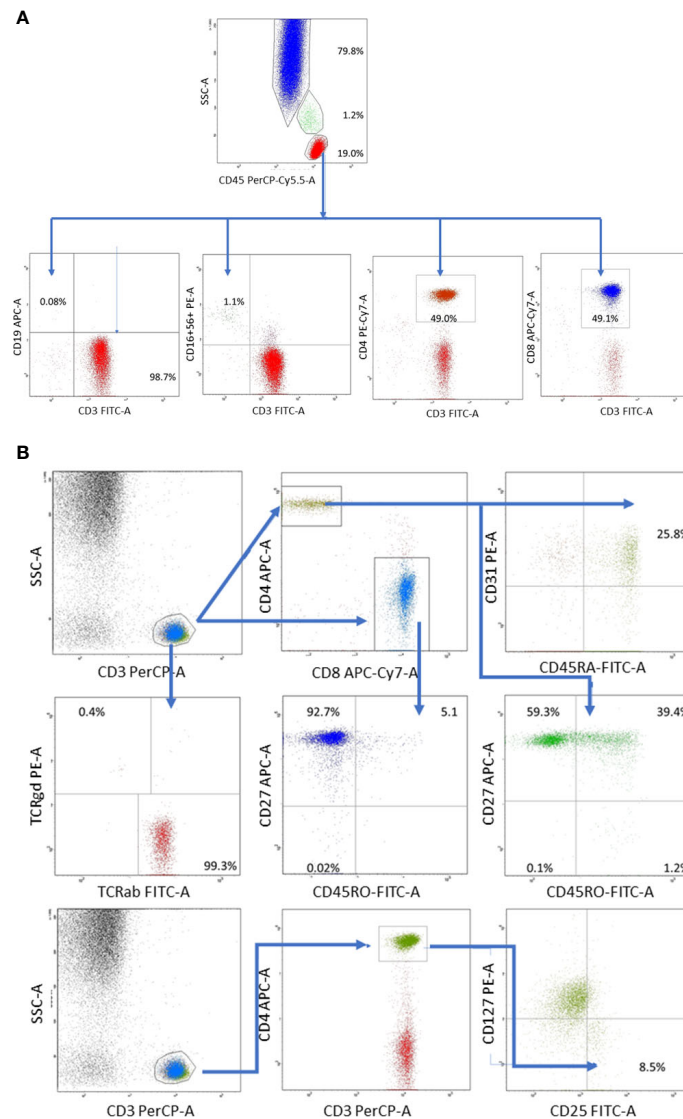 A
SSC-A
79.8%
1.2%
19.0%
CD45 PerCP-Cy5.5-A
CD19 APC-A
0.08%
98.7%
CD3 FITC-A
CD16+56+ PE-A
1.1%
CD3 FITC-A
CD4 PE-Cy7-A
49.0%
CD3 FITC-A
CD8 APC-Cy7-A
49.1%
CD3 FITC-A
B
SSC-A
CD3 PerCP-A
CD4 APC-A
CD8 APC-Cy7-A
CD31 PE-A
25.8%
CD45RA-FITC-A
TCRgd PE-A
0.4%
99.3%
TCRab FITC-A
CD27 APC-A
92.7%
5.1
0.02%
CD45RO-FITC-A
CD27 APC-A
59.3%
39.4%
0.1%
1.2%
CD45RO-FITC-A
SSC-A
CD3 PerCP-A
CD4 APC-A
CD3 PerCP-A
CD127 PE-A
8.5%
CD25 FITC-A